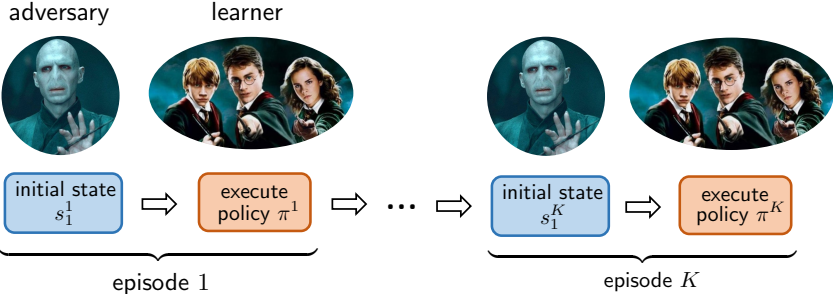 adversary
learner
initial state
s_1^1
execute
policy π^1
...
initial state
s_1^K
execute
policy π^K
episode 1
episode K